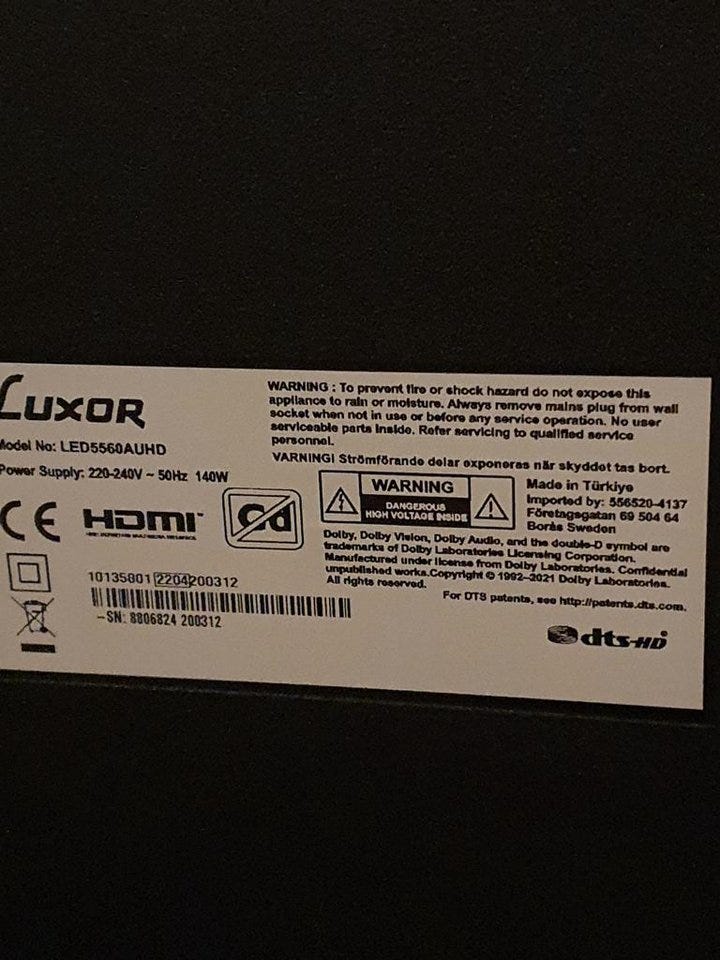 LUXOR
Model No: LED5560AUHD
Power Supply: 220-240V ~ 50Hz 140W
CE HDMI™ Cd
10135801 2204 200312
-SN: 8806824 200312
WARNING : To prevent fire or shock hazard do not expose this
appliance to rain or moisture. Always remove mains plug from wall
socket when not in use or before any service operation. No user
serviceable parts inside. Refer servicing to qualified service
personnel.
VARNING! Strömförande delar exponeras når skyddet tas bort.
WARNING
DANGEROUS
HIGH VOLTAGE INSIDE
Made in Türkiye
Imported by: 556520-4137
Företagsgatan 69 504 64
Borås Sweden
Dolby, Dolby Vision, Dolby Audio, and the double-D symbol are
trademarks of Dolby Laboratories Licensing Corporation.
Manufactured under license from Dolby Laboratories. Confidential
unpublished works.Copyright © 1992-2021 Dolby Laboratories.
All rights reserved.
For DTS patents, see http://patents.dts.com.
dts-HD